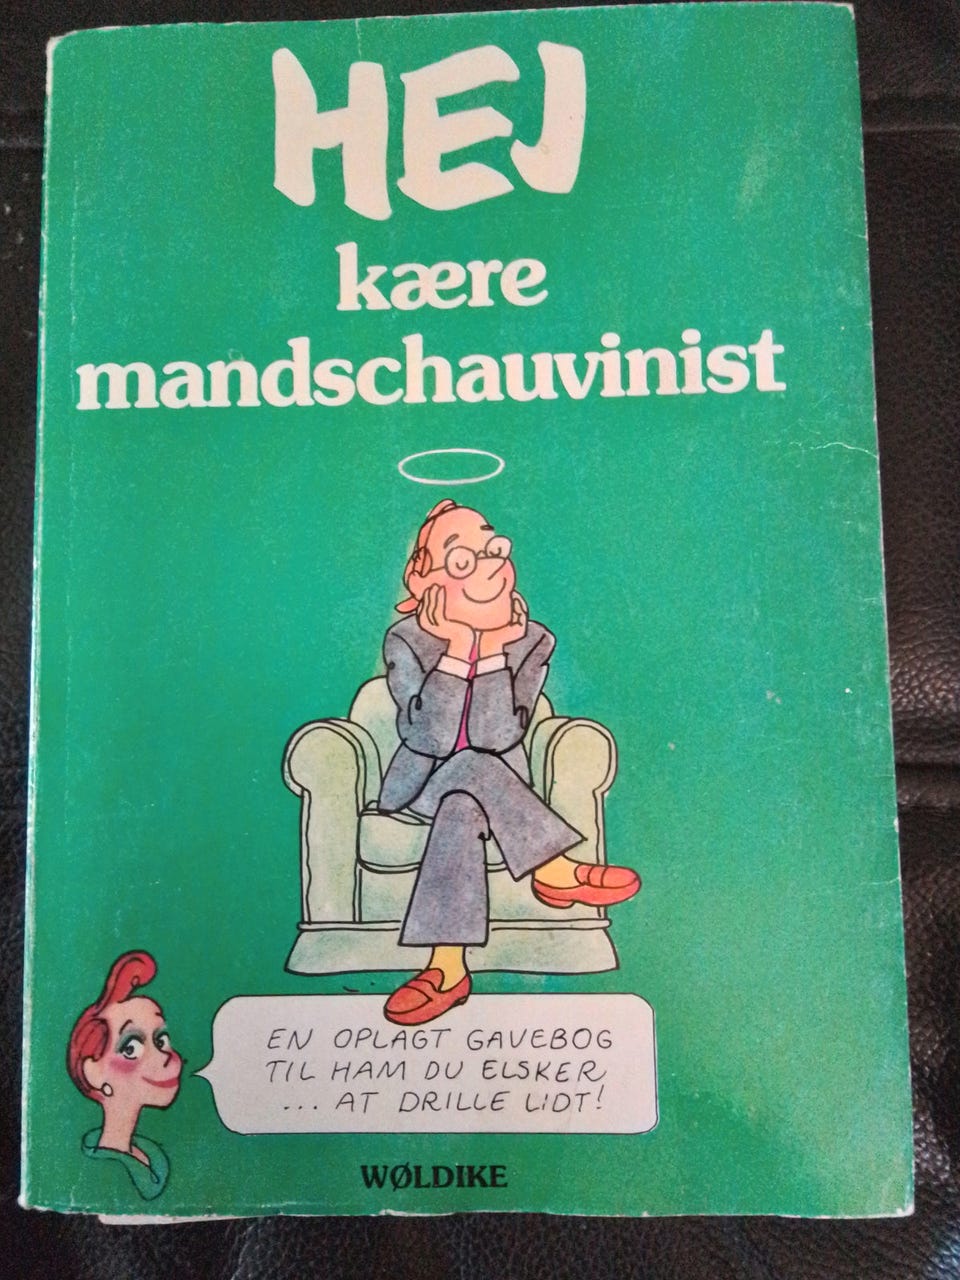 HEJ
kære
mandschauvinist
EN OPLAGT GAVEBOG
TIL HAM DU ELSKER
... AT DRILLE LIDT!
WØLDIKE